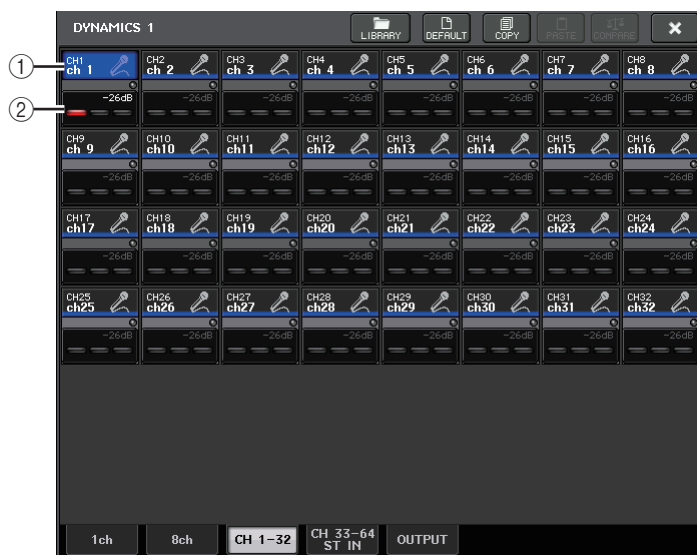 DYNAMICS 1 LIBRARY DEFAULT COPY PASTE COMPARE
1
CH1 CH2 CH3 CH4 CH5 CH6 CH7 CH8
ch 1 ch 2 ch 3 ch 4 ch 5 ch 6 ch 7 ch 8
2
-26dB -26dB -26dB -26dB -26dB -26dB -26dB -26dB
CH9 CH10 CH11 CH12 CH13 CH14 CH15 CH16
ch 9 ch10 ch11 ch12 ch13 ch14 ch15 ch16
-26dB -26dB -26dB -26dB -26dB -26dB -26dB -26dB
CH17 CH18 CH19 CH20 CH21 CH22 CH23 CH24
ch17 ch18 ch19 ch20 ch21 ch22 ch23 ch24
-26dB -26dB -26dB -26dB -26dB -26dB -26dB -26dB
CH25 CH26 CH27 CH28 CH29 CH30 CH31 CH32
ch25 ch26 ch27 ch28 ch29 ch30 ch31 ch32
-26dB -26dB -26dB -26dB -26dB -26dB -26dB -26dB
1ch 8ch CH 1-32 CH 33-64 OUTPUT
ST IN